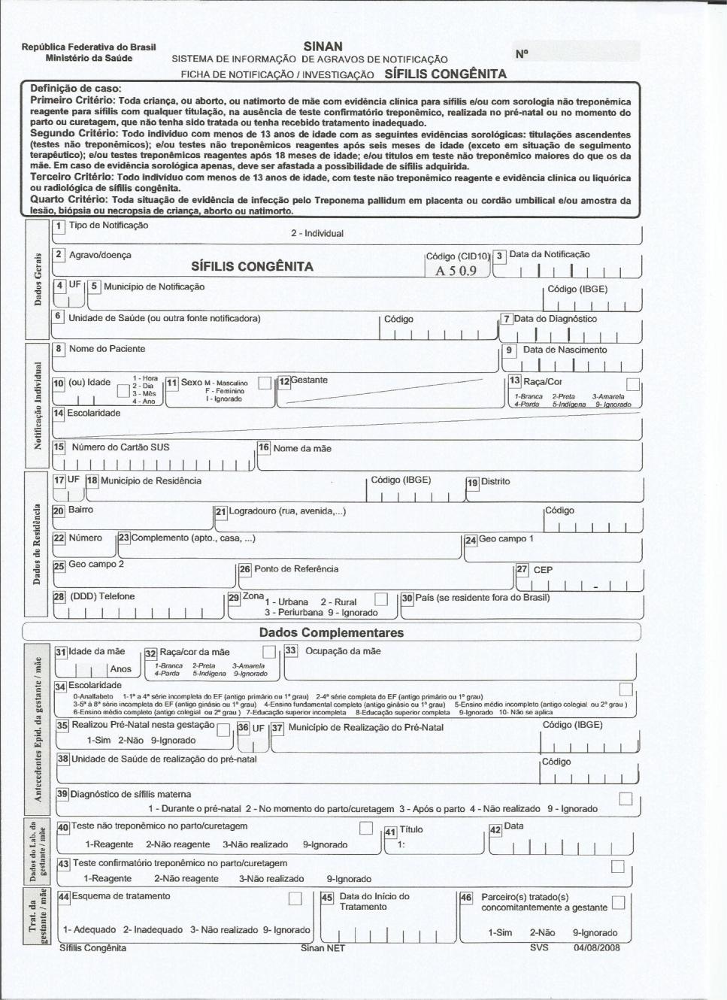 República Federativa do Brasil
Ministério da Saúde
SINAN
SISTEMA DE INFORMAÇÃO DE AGRAVOS DE NOTIFICAÇÃO
FICHA DE NOTIFICAÇÃO / INVESTIGAÇÃO SÍFILIS CONGÊNITA
Nº
Definição de caso:
Primeiro Critério: Toda criança, ou aborto, ou natimorto de mãe com evidência clínica para sífilis e/ou com sorologia não treponêmica
reagente para sífilis com qualquer titulação, na ausência de teste confirmatório treponêmico, realizada no pré-natal ou no momento do
parto ou curetagem, que não tenha sido tratada ou tenha recebido tratamento inadequado.
Segundo Critério: Todo indivíduo com menos de 13 anos de idade com as seguintes evidências sorológicas: titulações ascendentes
(testes não treponêmicos); e/ou testes não treponêmicos reagentes após seis meses de idade (exceto em situação de seguimento
terapêutico); e/ou testes treponêmicos reagentes após 18 meses de idade; e/ou títulos em teste não treponêmico maiores do que os da
mãe. Em caso de evidência sorológica apenas, deve ser afastada a possibilidade de sífilis adquirida.
Terceiro Critério: Todo indivíduo com menos de 13 anos de idade, com teste não treponêmico reagente e evidência clínica ou liquórica
ou radiológica de sífilis congênita.
Quarto Critério: Toda situação de evidência de infecção pelo Treponema pallidum em placenta ou cordão umbilical e/ou amostra da
lesão, biópsia ou necropsia de criança, aborto ou natimorto.
Dados Gerais
1 Tipo de Notificação
2 - Individual
2 Agravo/doença
SÍFILIS CONGÊNITA
Código (CID10)
A 5 0.9
3 Data da Notificação
4 UF
5 Município de Notificação
Código (IBGE)
6 Unidade de Saúde (ou outra fonte notificadora)
Código
7 Data do Diagnóstico
Notificação Individual
8 Nome do Paciente
9 Data de Nascimento
10 (ou) Idade
1 - Hora
2 - Dia
3 - Mês
4 - Ano
11 Sexo M - Masculino
F - Feminino
I - Ignorado
12 Gestante
13 Raça/Cor
1-Branca 2-Preta 3-Amarela
4-Parda 5-Indígena 9- Ignorado
14 Escolaridade
15 Número do Cartão SUS
16 Nome da mãe
Dados de Residência
17 UF
18 Município de Residência
Código (IBGE)
19 Distrito
20 Bairro
21 Logradouro (rua, avenida,...)
Código
22 Número
23 Complemento (apto., casa, ...)
24 Geo campo 1
25 Geo campo 2
26 Ponto de Referência
27 CEP
-
28 (DDD) Telefone
29 Zona
1 - Urbana 2 - Rural
3 - Periurbana 9 - Ignorado
30 País (se residente fora do Brasil)
Dados Complementares
Antecedentes Epid. da gestante / mãe
31 Idade da mãe
Anos
32 Raça/cor da mãe
1-Branca 2-Preta 3-Amarela
4-Parda 5-Indígena 9-Ignorado
33 Ocupação da mãe
34 Escolaridade
0-Analfabeto 1-1ª a 4ª série incompleta do EF (antigo primário ou 1º grau) 2-4ª série completa do EF (antigo primário ou 1º grau)
3-5ª à 8ª série incompleta do EF (antigo ginásio ou 1º grau) 4-Ensino fundamental completo (antigo ginásio ou 1º grau) 5-Ensino médio incompleto (antigo colegial ou 2º grau )
6-Ensino médio completo (antigo colegial ou 2º grau ) 7-Educação superior incompleta 8-Educação superior completa 9-Ignorado 10- Não se aplica
35 Realizou Pré-Natal nesta gestação
1-Sim 2-Não 9-Ignorado
36 UF
37 Município de Realização do Pré-Natal
Código (IBGE)
38 Unidade de Saúde de realização do pré-natal
Código
39 Diagnóstico de sífilis materna
1 - Durante o pré-natal 2 - No momento do parto/curetagem 3 - Após o parto 4 - Não realizado 9 - Ignorado
Dados do Lab. da
gestante / mãe
40 Teste não treponêmico no parto/curetagem
1-Reagente 2-Não reagente 3-Não realizado 9-Ignorado
41 Título
1:
42 Data
43 Teste confirmatório treponêmico no parto/curetagem
1-Reagente 2-Não reagente 3-Não realizado 9-Ignorado
Trat. da
gestante / mãe
44 Esquema de tratamento
1- Adequado 2- Inadequado 3- Não realizado 9- Ignorado
45 Data do Início do
Tratamento
46 Parceiro(s) tratado(s)
concomitantemente a gestante
1-Sim 2-Não 9-Ignorado
Sífilis Congênita Sinan NET SVS 04/08/2008